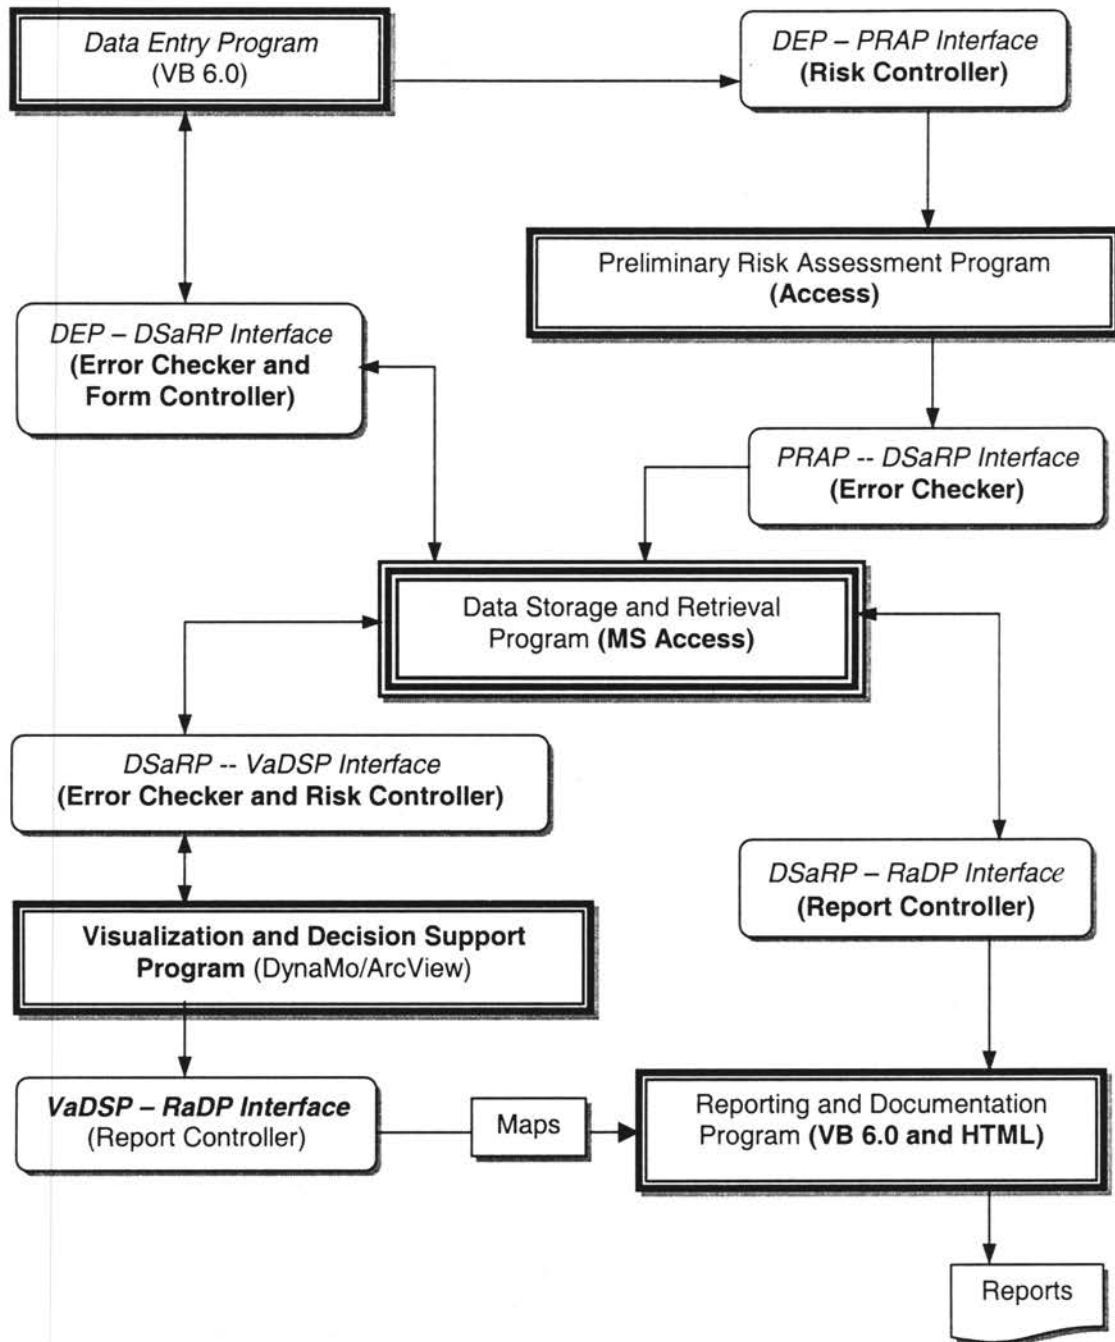 Data Entry Program
(VB 6.0)
DEP – PRAP Interface
(Risk Controller)
Preliminary Risk Assessment Program
(Access)
DEP – DSaRP Interface
(Error Checker and
Form Controller)
PRAP -- DSaRP Interface
(Error Checker)
Data Storage and Retrieval
Program (MS Access)
DSaRP -- VaDSP Interface
(Error Checker and Risk Controller)
DSaRP – RaDP Interface
(Report Controller)
Visualization and Decision Support
Program (DynaMo/ArcView)
VaDSP – RaDP Interface
(Report Controller)
Maps
Reporting and Documentation
Program (VB 6.0 and HTML)
Reports